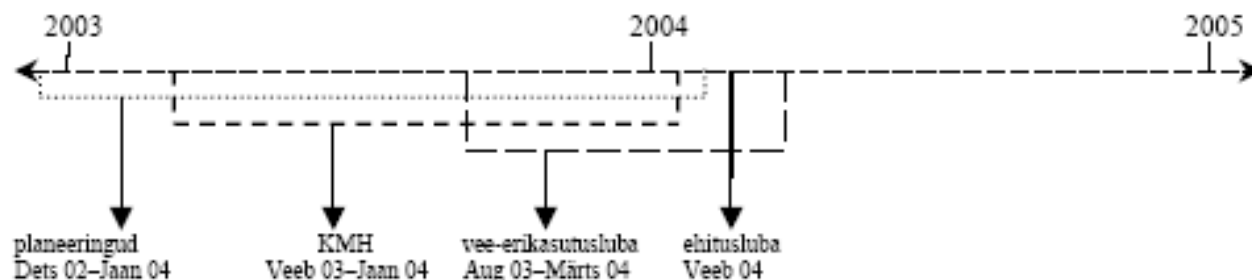 2003 2004 2005
planeeringud KMH vee-erikasutusluba ehitusluba
Dets 02–Jaan 04 Veeb 03–Jaan 04 Aug 03–Märts 04 Veeb 04